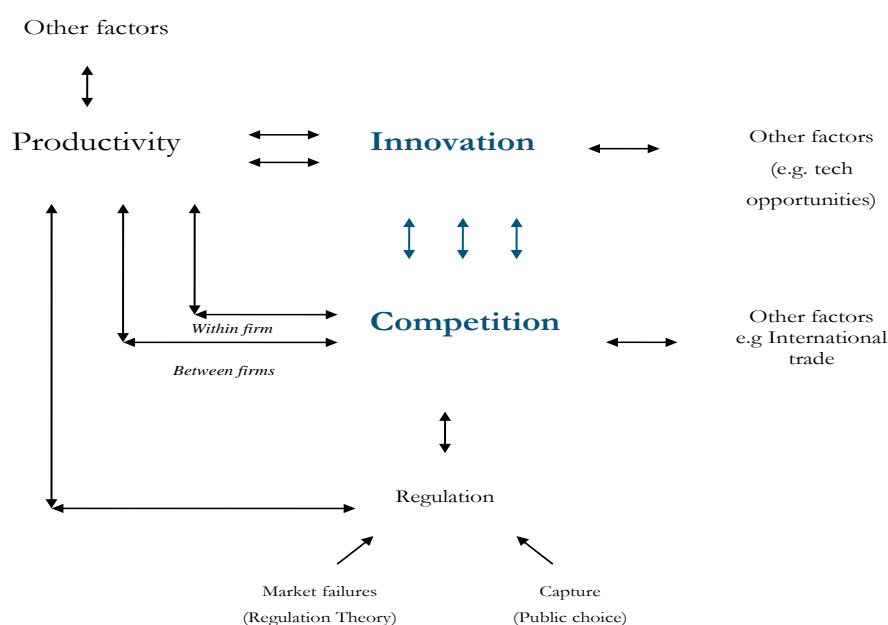 Other factors
Productivity
Innovation
Other factors
(e.g. tech
opportunities)
Within firm
Between firms
Competition
Other factors
e.g International
trade
Regulation
Market failures
(Regulation Theory)
Capture
(Public choice)